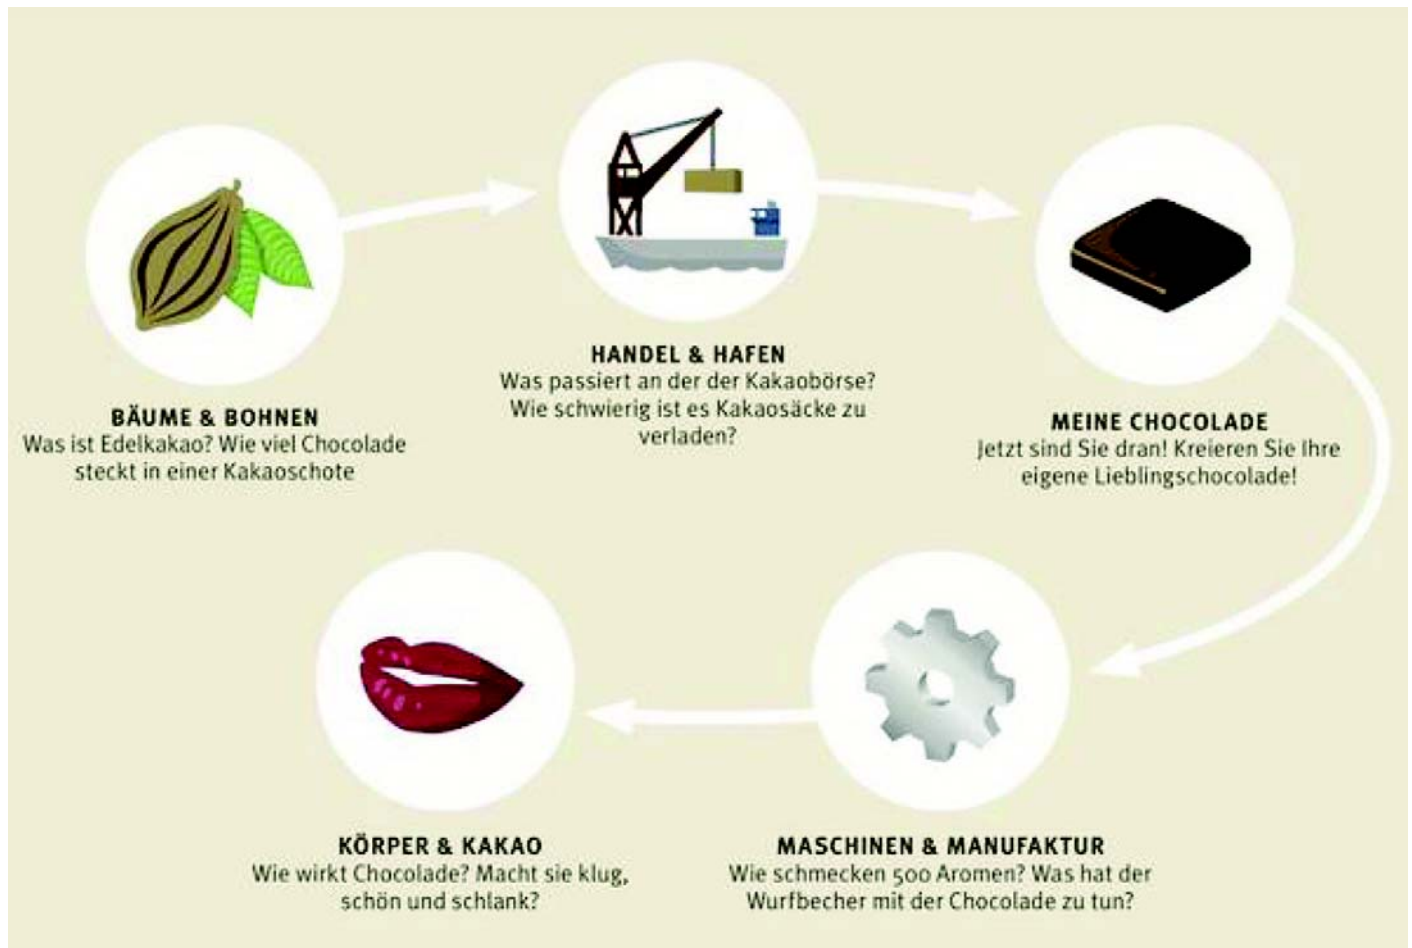 BÄUME & BOHNEN
Was ist Edelkakao? Wie viel Chocolade
steckt in einer Kakaoschote
HANDEL & HAFEN
Was passiert an der der Kakaobörse?
Wie schwierig ist es Kakaosäcke zu
verladen?
MEINE CHOCOLADE
Jetzt sind Sie dran! Kreieren Sie Ihre
eigene Lieblingschocolade!
MASCHINEN & MANUFAKTUR
Wie schmecken 500 Aromen? Was hat der
Wurfbecher mit der Chocolade zu tun?
KÖRPER & KAKAO
Wie wirkt Chocolade? Macht sie klug,
schön und schlank?